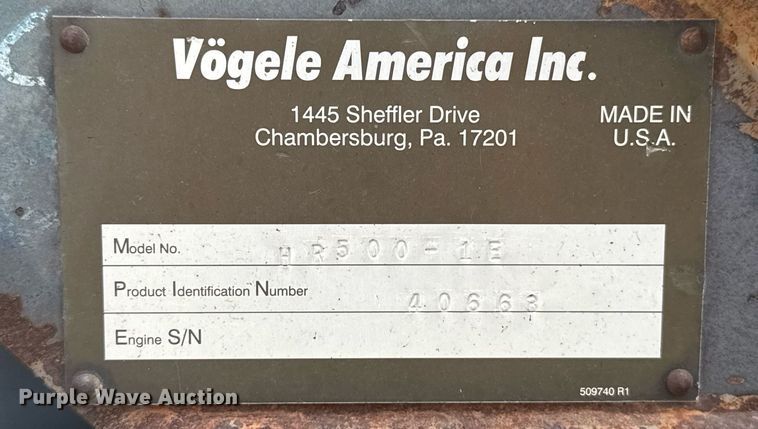 Vögele America Inc.
1445 Sheffler Drive
Chambersburg, Pa. 17201
MADE IN
U.S.A.
Model No. HR500-1E
Product Identification Number 40663
Engine S/N
509740 R1
Purple Wave Auction